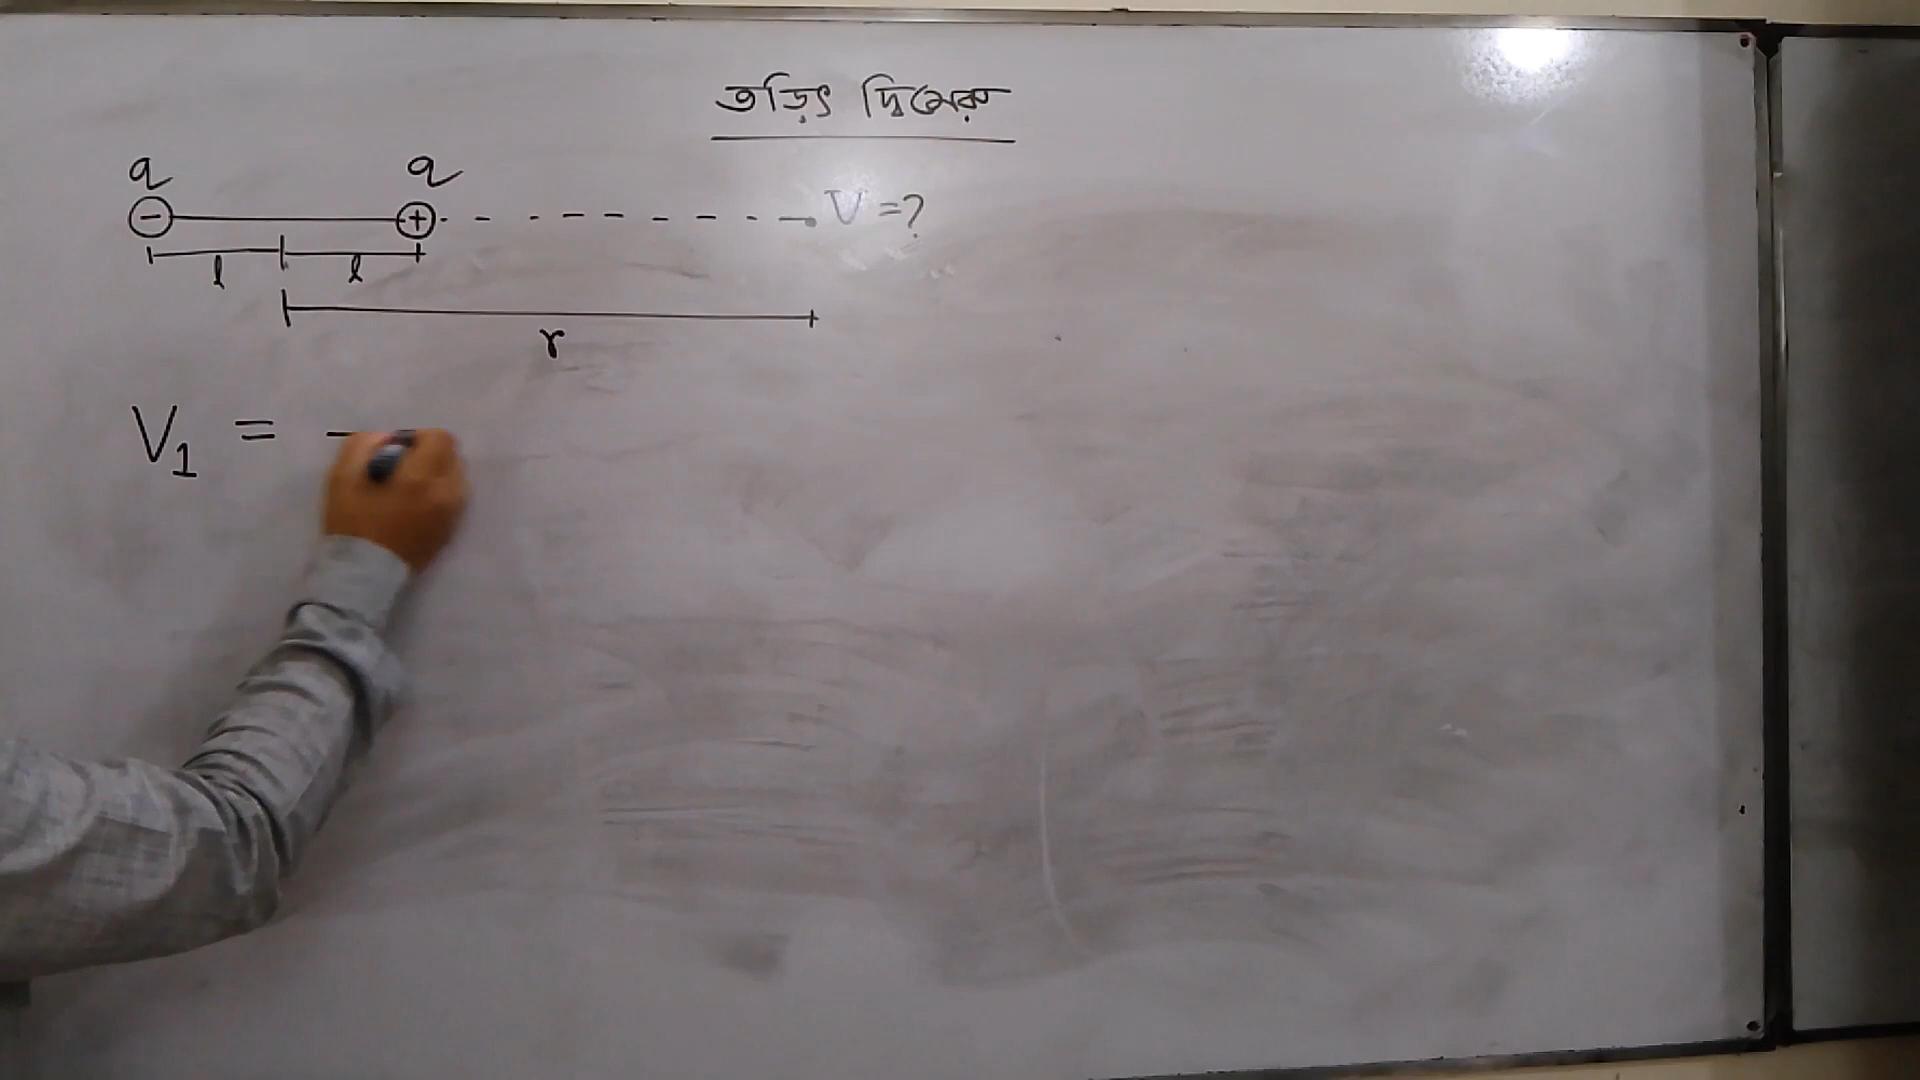 তড়িৎ দ্বিমেরু
q q
- + V =?
l l
r
V₁ =